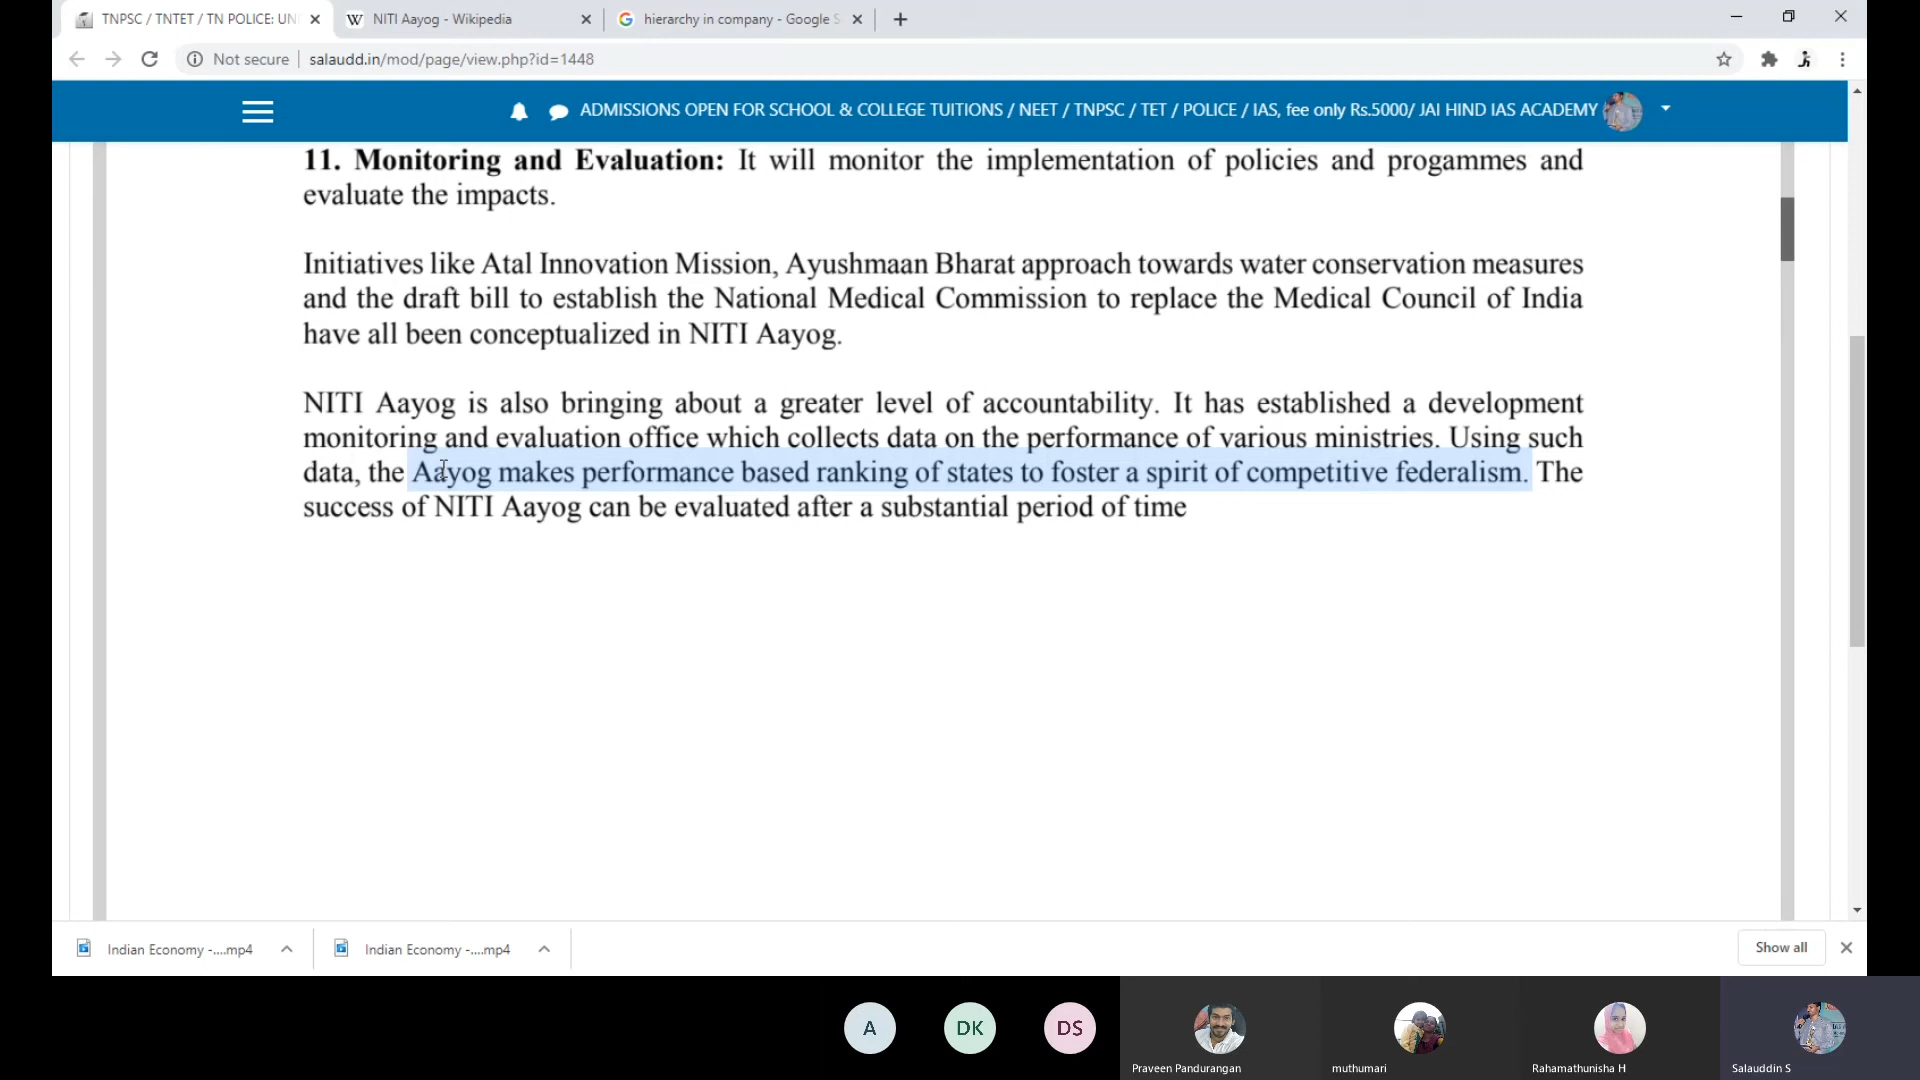 TNPSC / TNTET / TN POLICE: UN
NITI Aayog - Wikipedia
hierarchy in company - Google S
Not secure
salaudd.in/mod/page/view.php?id=1448
ADMISSIONS OPEN FOR SCHOOL & COLLEGE TUITIONS / NEET / TNPSC / TET / POLICE / IAS, fee only Rs.5000/ JAI HIND IAS ACADEMY
11. Monitoring and Evaluation: It will monitor the implementation of policies and progammes and
evaluate the impacts.
Initiatives like Atal Innovation Mission, Ayushmaan Bharat approach towards water conservation measures
and the draft bill to establish the National Medical Commission to replace the Medical Council of India
have all been conceptualized in NITI Aayog.
NITI Aayog is also bringing about a greater level of accountability. It has established a development
monitoring and evaluation office which collects data on the performance of various ministries. Using such
data, the Aayog makes performance based ranking of states to foster a spirit of competitive federalism. The
success of NITI Aayog can be evaluated after a substantial period of time
Indian Economy -....mp4
Indian Economy -....mp4
Show all
A
DK
DS
Praveen Pandurangan
muthumari
Rahamathunisha H
Salauddin S